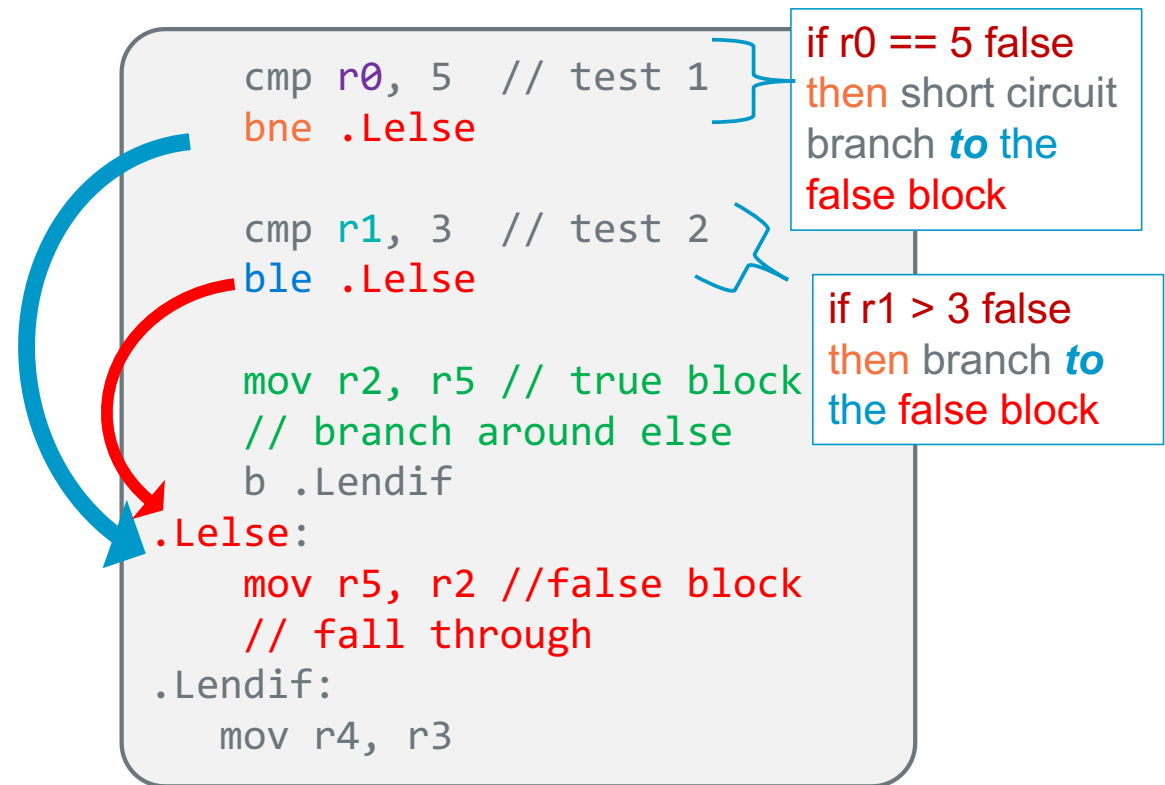 cmp r0, 5 // test 1
bne .Lelse
cmp r1, 3 // test 2
ble .Lelse
mov r2, r5 // true block
// branch around else
b .Lendif
.Lelse:
mov r5, r2 //false block
// fall through
.Lendif:
mov r4, r3
if r0 == 5 false
then short circuit
branch to the
false block
if r1 > 3 false
then branch to
the false block